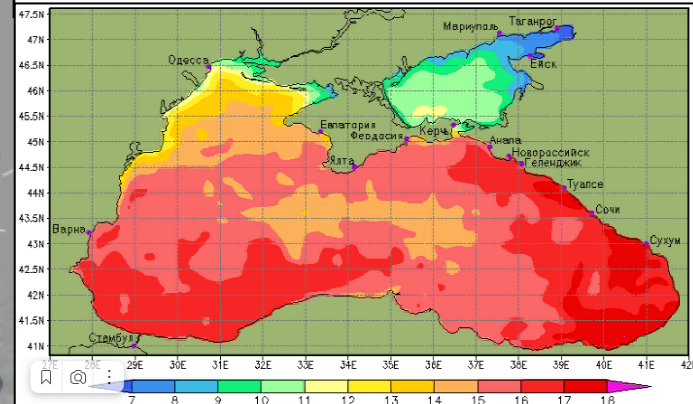 47.5N
47N
46.5N
46N
45.5N
45N
44.5N
44N
43.5N
43N
42.5N
42N
41.5N
41N
Таганрог
Мариуполь
Ейск
Одесса
Евпатория
Феодосия
Керчь
Анапа
Новороссийск
Геленджик
Ялта
Туапсе
Сочи
Варна
Сухум
Стамбул
27E 28E 29E 30E 31E 32E 33E 34E 35E 36E 37E 38E 39E 40E 41E 42E
7 8 9 10 11 12 13 14 15 16 17 18